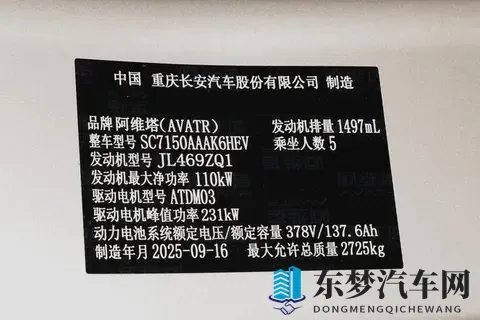 中国 重庆长安汽车股份有限公司 制造
品牌 阿维塔(AVATR) 发动机排量 1497mL
整车型号 SC7150AAAK6HEV 乘坐人数 5
发动机型号 JL469ZQ1
发动机最大净功率 110kW
驱动电机型号 ATDM03
驱动电机峰值功率 231kW
动力电池系统额定电压/额定容量 378V/137.6Ah
制造年月 2025-09-16 最大允许总质量 2725kg
东梦汽车网
DONGMENGQICHEWANG